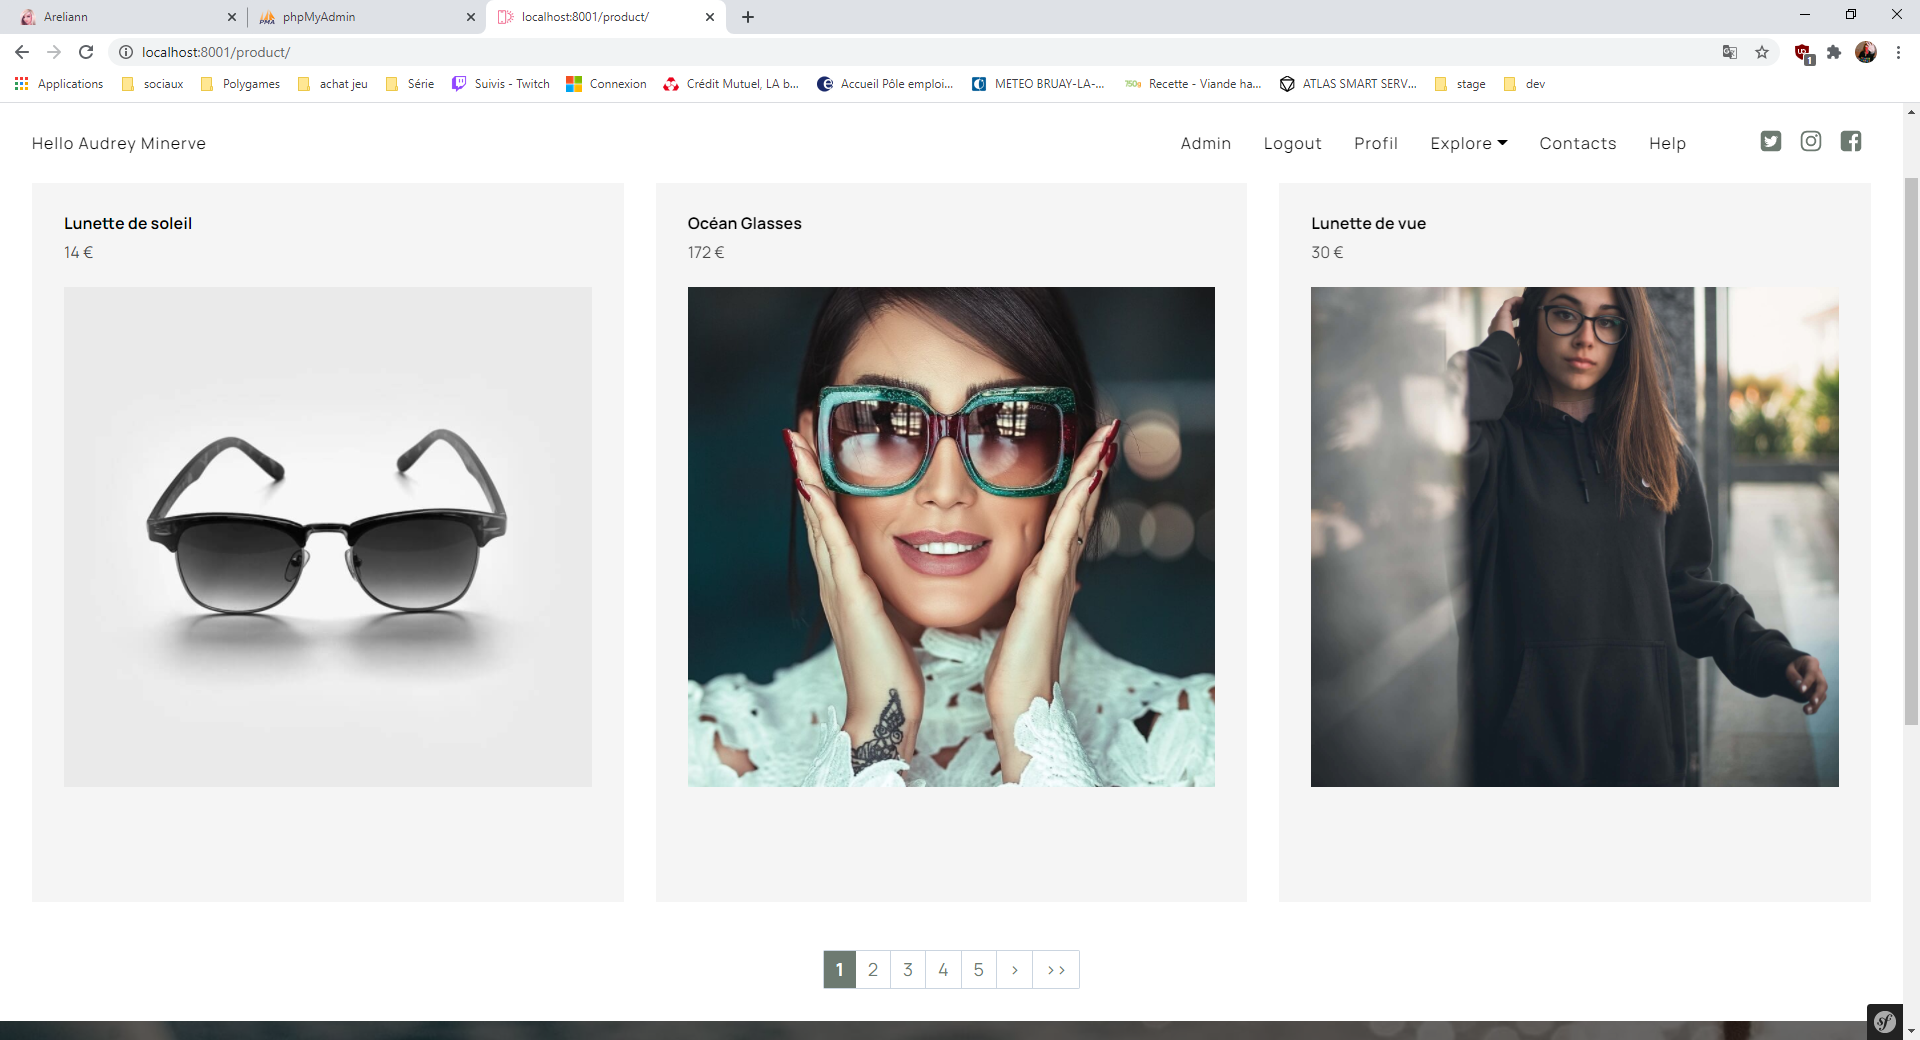 Areliann
phpMyAdmin
localhost:8001/product/
localhost:8001/product/
1
Applications
sociaux
Polygames
achat jeu
Série
Suivis - Twitch
Connexion
Crédit Mutuel, LA b...
Accueil Pôle emploi...
METEO BRUAY-LA-...
750g
Recette - Viande ha...
ATLAS SMART SERV...
stage
dev
Hello Audrey Minerve
Admin
Logout
Profil
Explore
Contacts
Help
Lunette de soleil
14 €
Océan Glasses
172 €
Lunette de vue
30 €
1 2 3 4 5 > >>
sf